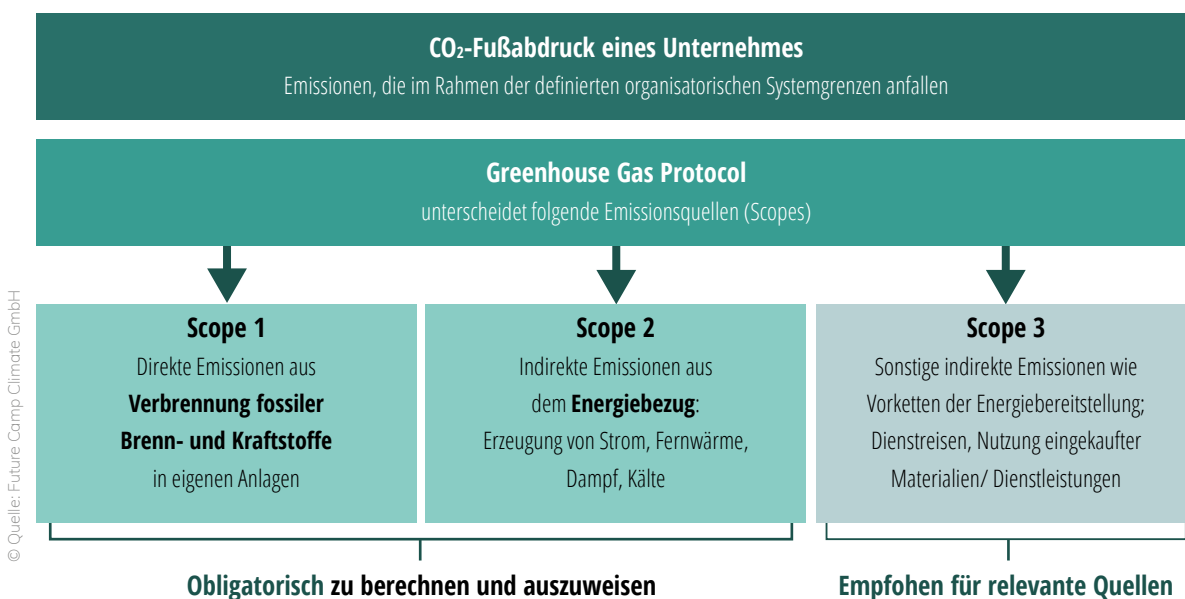 CO₂-Fußabdruck eines Unternehmes
Emissionen, die im Rahmen der definierten organisatorischen Systemgrenzen anfallen
Greenhouse Gas Protocol
unterscheidet folgende Emissionsquellen (Scopes)
Scope 1
Direkte Emissionen aus
Verbrennung fossiler
Brenn- und Kraftstoffe
in eigenen Anlagen
Scope 2
Indirekte Emissionen aus
dem Energiebezug:
Erzeugung von Strom, Fernwärme,
Dampf, Kälte
Scope 3
Sonstige indirekte Emissionen wie
Vorketten der Energiebereitstellung;
Dienstreisen, Nutzung eingekaufter
Materialien/ Dienstleistungen
Obligatorisch zu berechnen und auszuweisen
Empfohen für relevante Quellen
© Quelle: Future Camp Climate GmbH